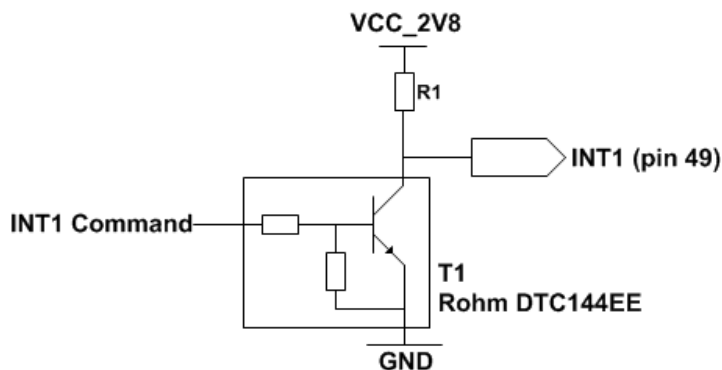 VCC_2V8
R1
INT1 (pin 49)
INT1 Command
T1
Rohm DTC144EE
GND